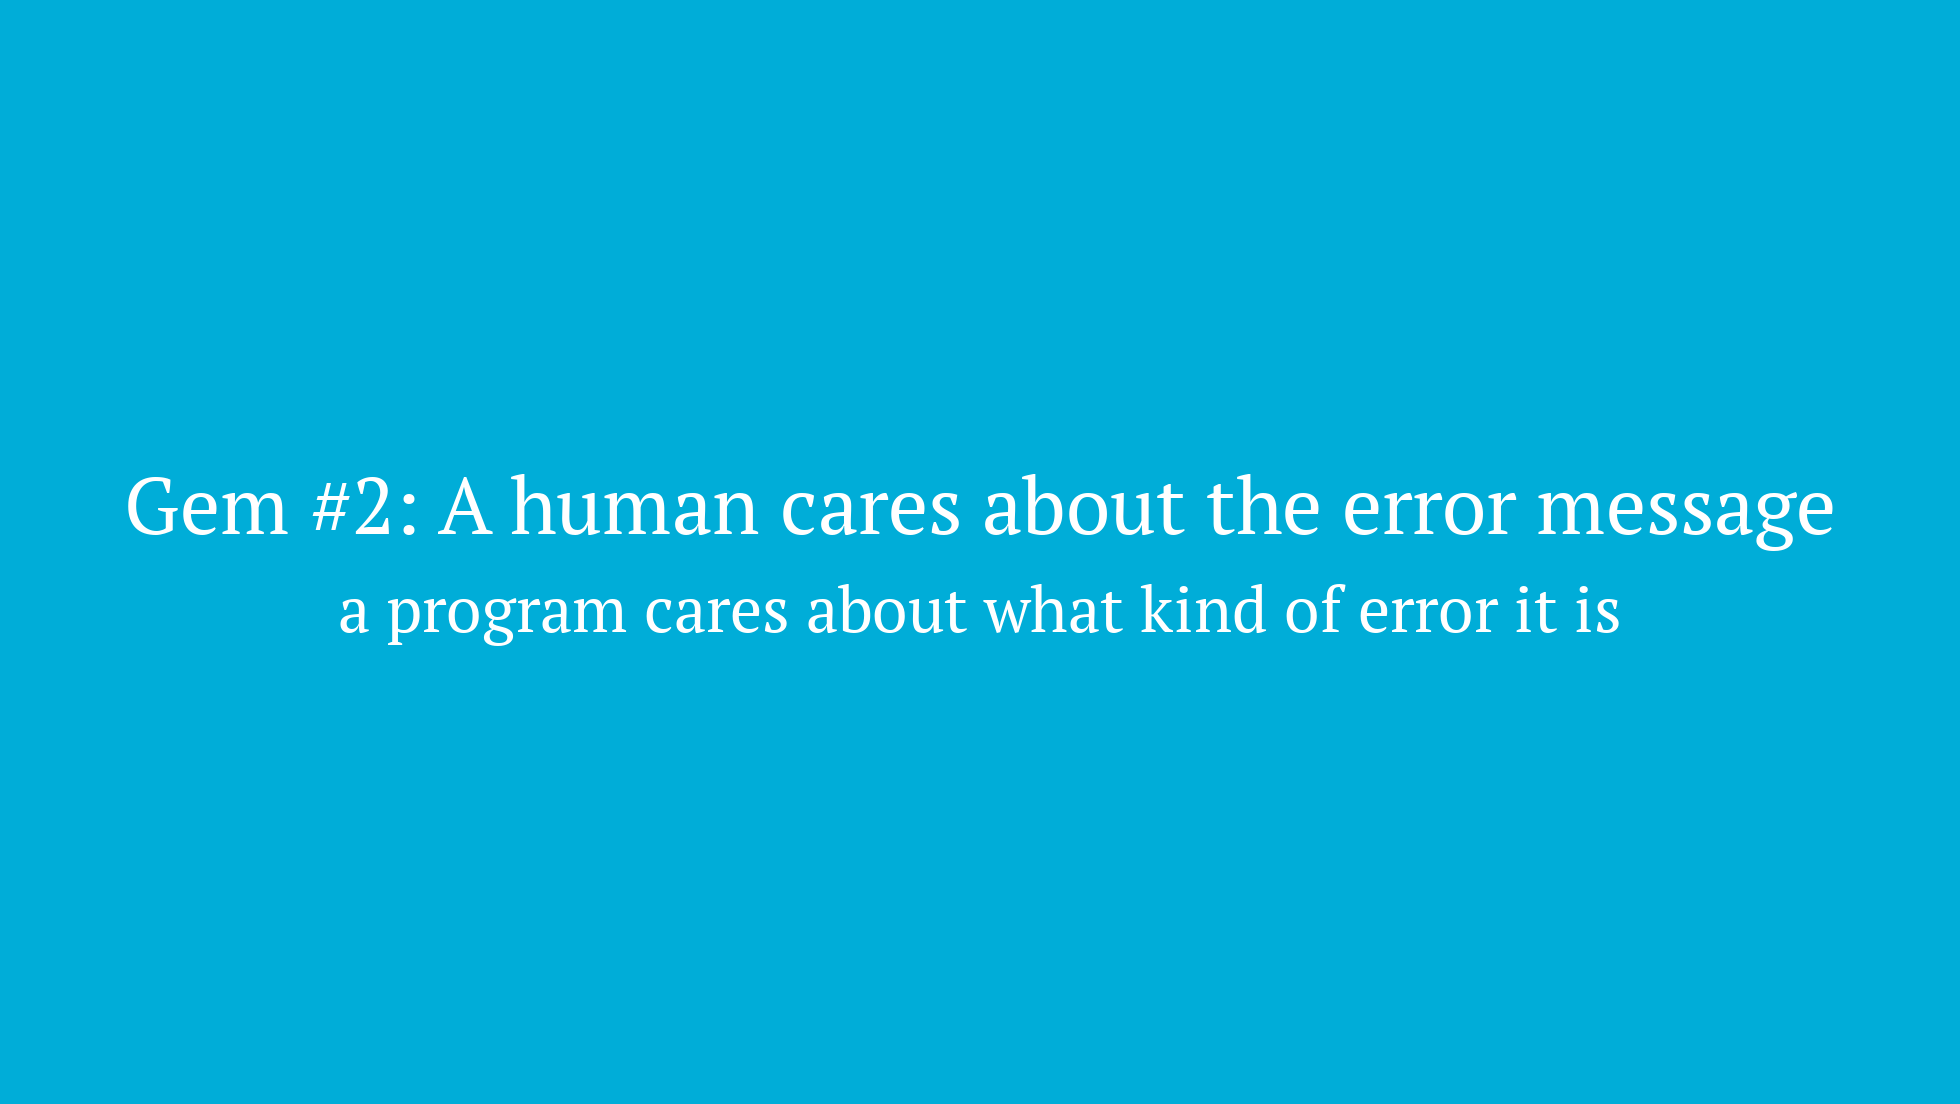 Gem #2: A human cares about the error message
a program cares about what kind of error it is